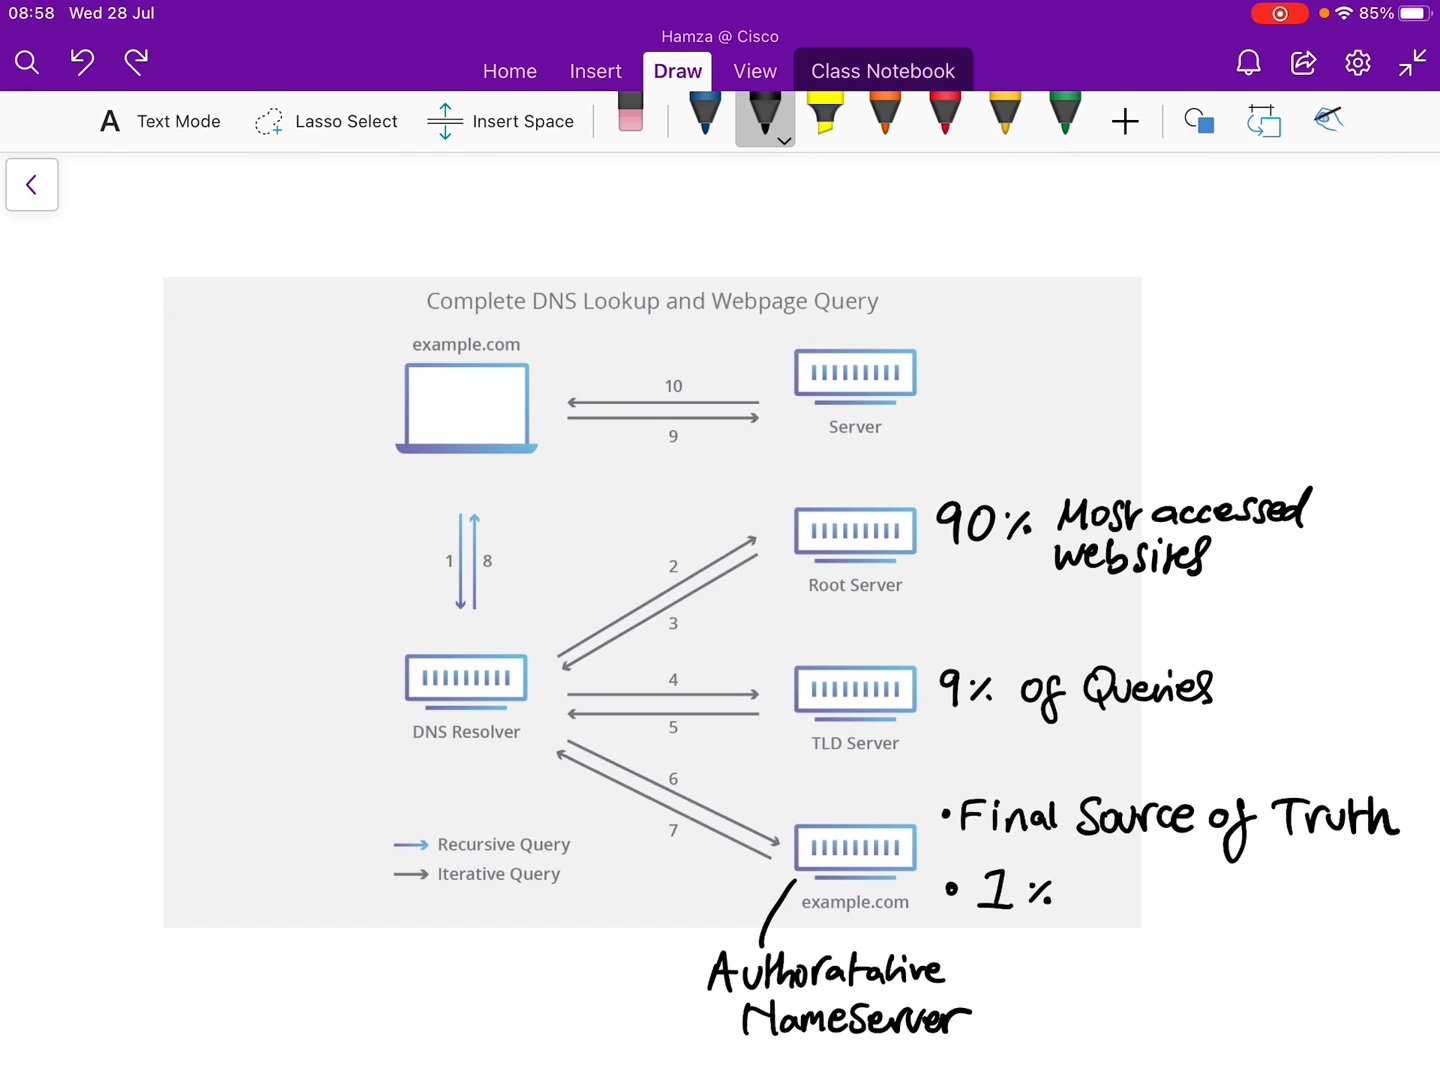 08:58 Wed 28 Jul
85%
Hamza @ Cisco
Home Insert Draw View Class Notebook
A Text Mode Lasso Select Insert Space
Complete DNS Lookup and Webpage Query
example.com
10
9
Server
90% Most accessed
websites
1 8
2
3
Root Server
4
5
9% of Queries
DNS Resolver
TLD Server
6
7
• Final Source of Truth
Recursive Query
Iterative Query
• 1%
example.com
Authoratative
Nameserver